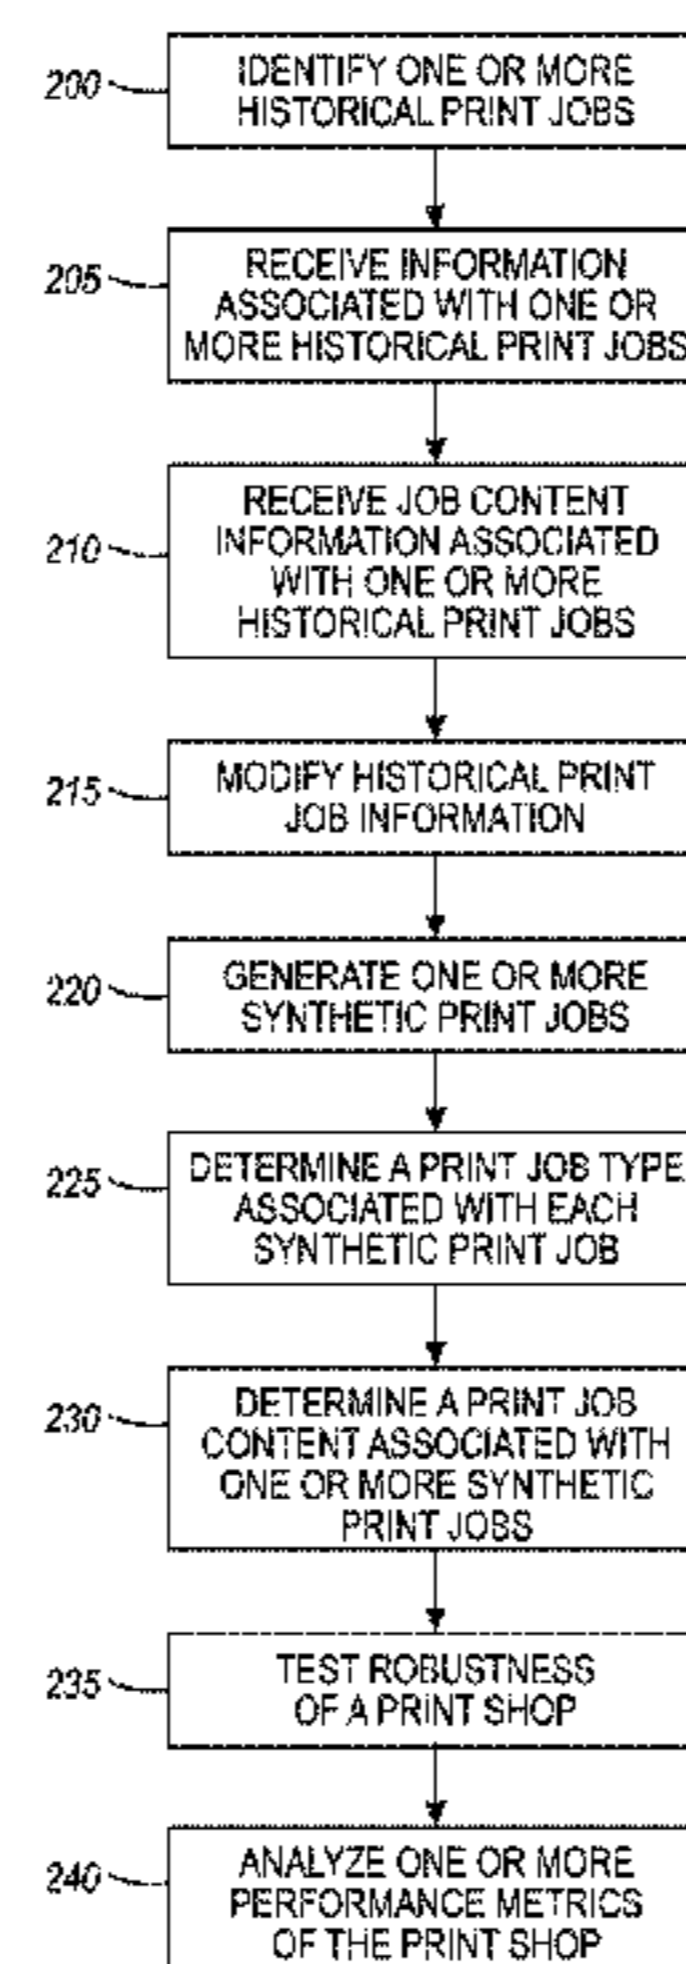 200
IDENTIFY ONE OR MORE
HISTORICAL PRINT JOBS
205
RECEIVE INFORMATION
ASSOCIATED WITH ONE OR
MORE HISTORICAL PRINT JOBS
210
RECEIVE JOB CONTENT
INFORMATION ASSOCIATED
WITH ONE OR MORE
HISTORICAL PRINT JOBS
215
MODIFY HISTORICAL PRINT
JOB INFORMATION
220
GENERATE ONE OR MORE
SYNTHETIC PRINT JOBS
225
DETERMINE A PRINT JOB TYPE
ASSOCIATED WITH EACH
SYNTHETIC PRINT JOB
230
DETERMINE A PRINT JOB
CONTENT ASSOCIATED WITH
ONE OR MORE SYNTHETIC
PRINT JOBS
235
TEST ROBUSTNESS
OF A PRINT SHOP
240
ANALYZE ONE OR MORE
PERFORMANCE METRICS
OF THE PRINT SHOP